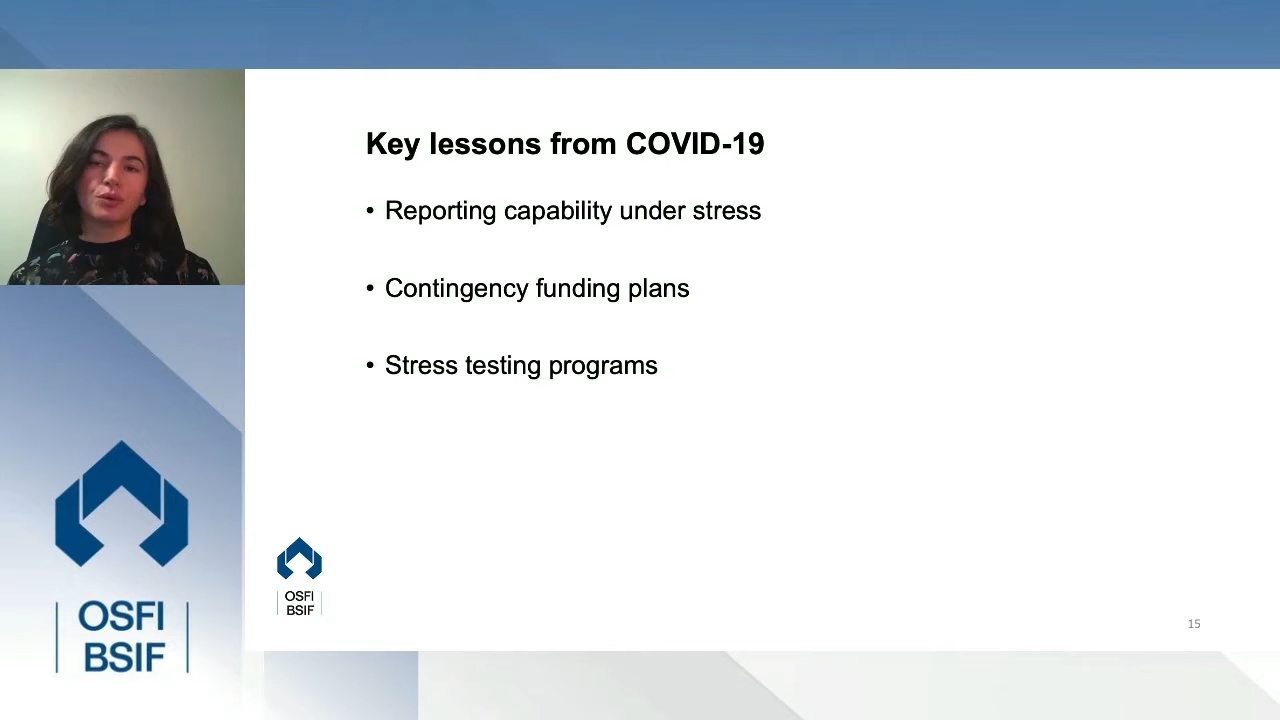 Key lessons from COVID-19
• Reporting capability under stress
• Contingency funding plans
• Stress testing programs
OSFI
BSIF
OSFI
BSIF
15